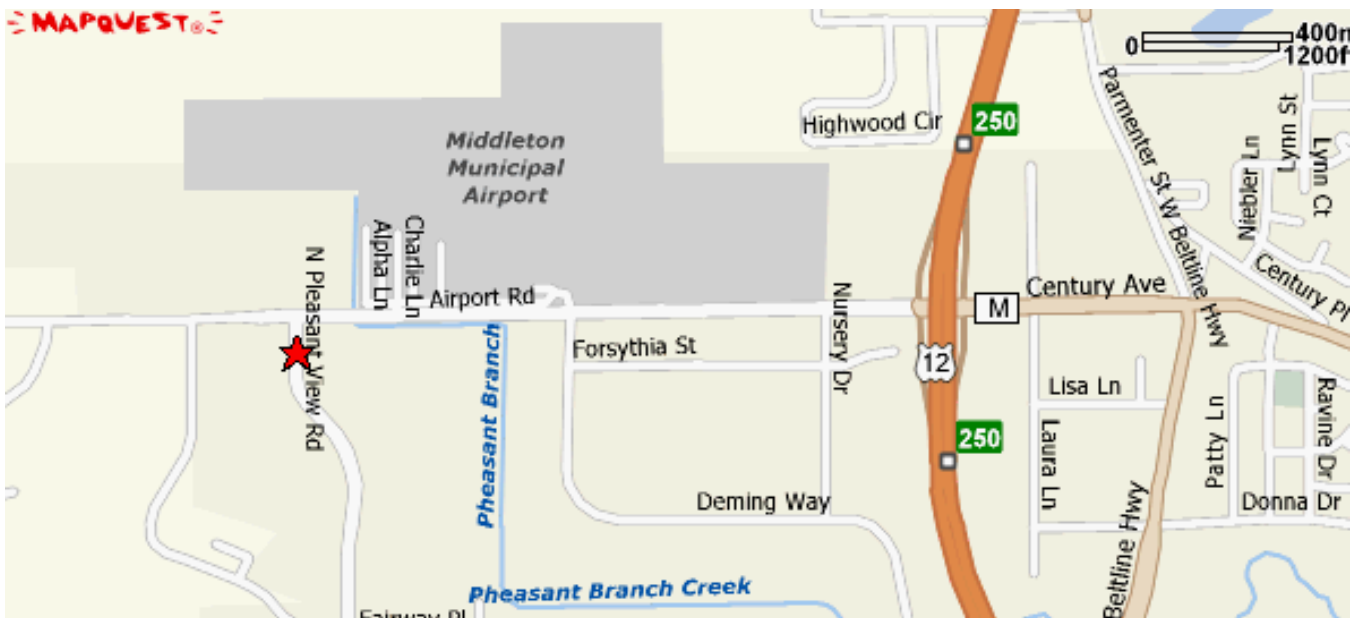 MAPQUEST®
0
400m
1200ft
Middleton
Municipal
Airport
Highwood Cir
250
Parmenter St
W Beltline Hwy
Niebler Ln
Lynn St
Lynn Ct
Century Pl
N Pleasant View Rd
Alpha Ln
Charlie Ln
Airport Rd
Pheasant Branch
Forsythia St
Nursery Dr
M
Century Ave
12
Lisa Ln
250
Laura Ln
Patty Ln
Ravine Dr
Donna Dr
Deming Way
Beltline Hwy
Pheasant Branch Creek
Fairway Pl